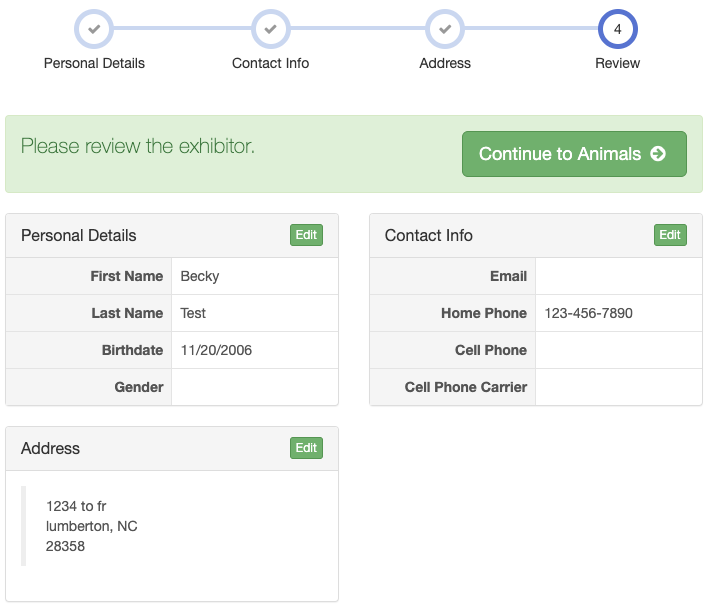 4
Personal Details
Contact Info
Address
Review
Please review the exhibitor.
Continue to Animals
Personal Details Edit
First Name Becky
Last Name Test
Birthdate 11/20/2006
Gender
Contact Info Edit
Email
Home Phone 123-456-7890
Cell Phone
Cell Phone Carrier
Address Edit
1234 to fr
lumberton, NC
28358